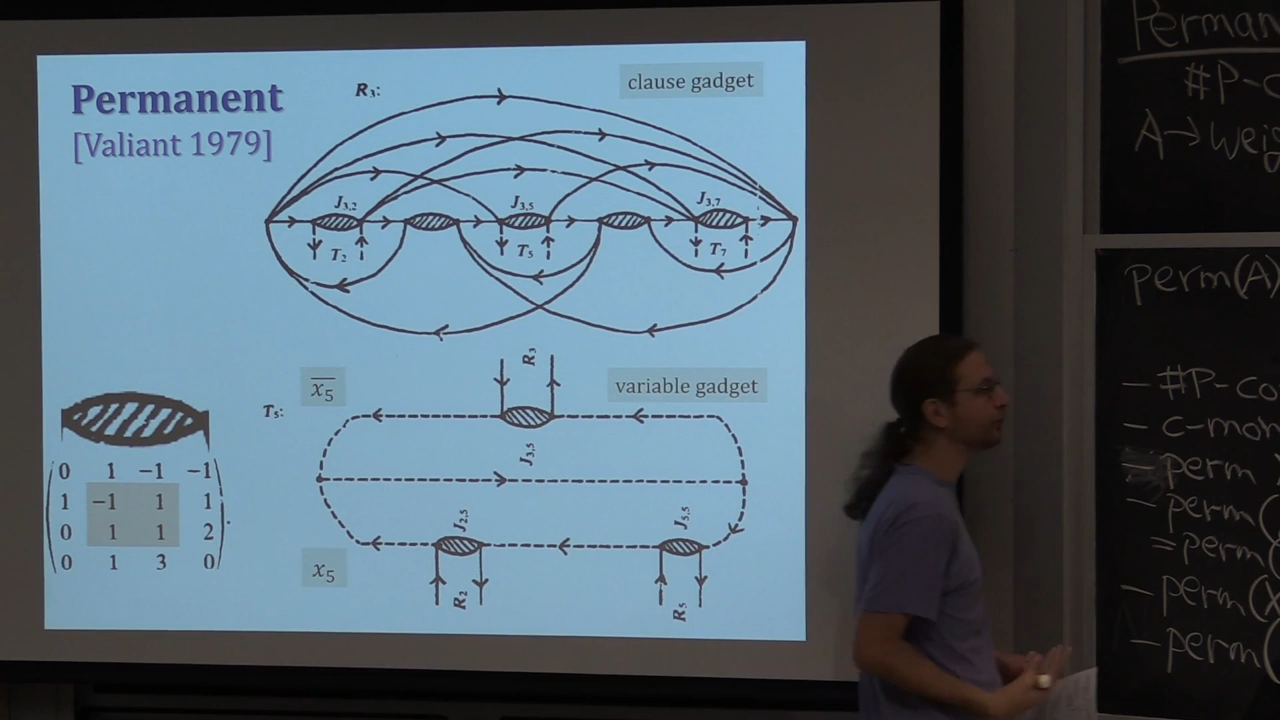 Permanent
[Valiant 1979]
R₃:
clause gadget
J₃,₂
J₃,₅
J₃,₇
T₂
T₅
T₇
R₃
x̅₅
variable gadget
T₅:
J₃,₅
J₂,₅
J₅,₅
x₅
R₂
R₅
0 1 −1 −1
1 −1 1 1
0 1 1 2
0 1 3 0
Perman
#P-c
A→Weig
perm(A)
- #P-co
- c-mon
- perm
- perm(
= perm(
- perm(X
- perm(